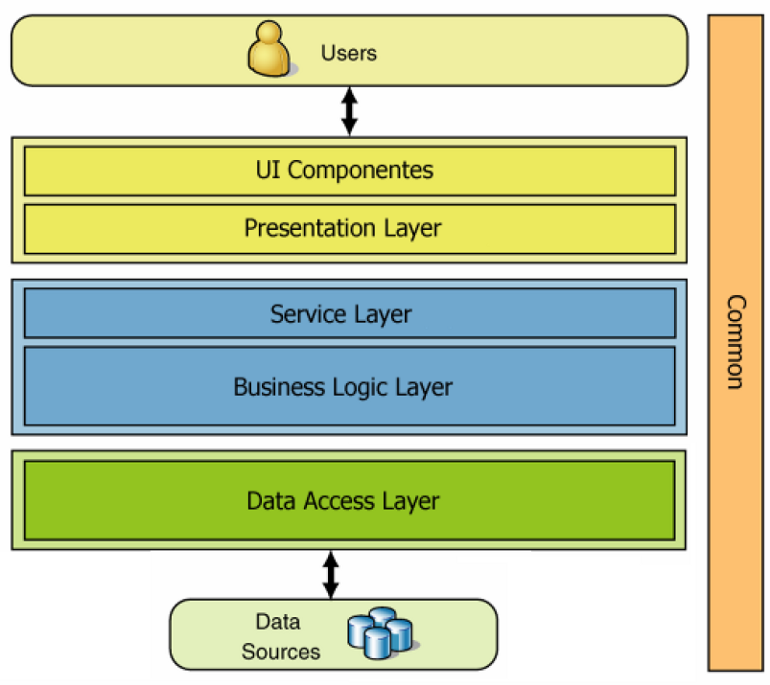 Users
UI Componentes
Presentation Layer
Service Layer
Business Logic Layer
Data Access Layer
Data
Sources
Common